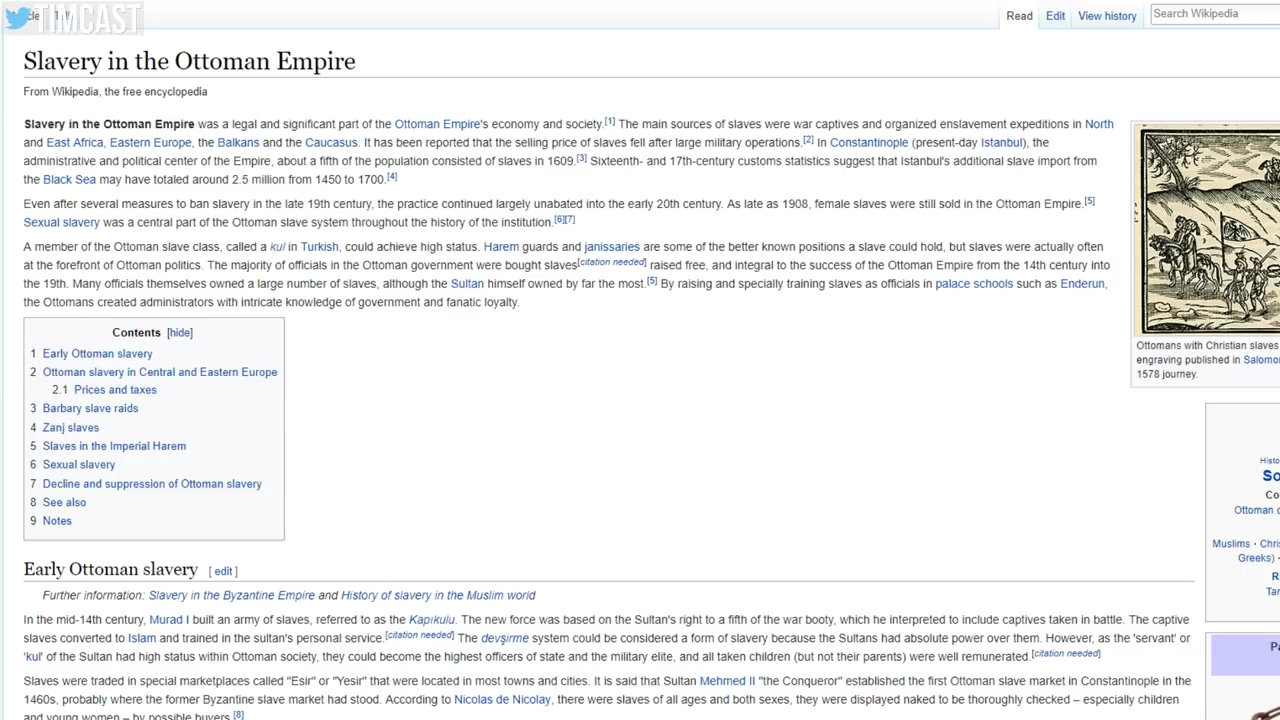 TIMCAST
Read Edit View history Search Wikipedia
Slavery in the Ottoman Empire
From Wikipedia, the free encyclopedia
Slavery in the Ottoman Empire was a legal and significant part of the Ottoman Empire's economy and society.[1] The main sources of slaves were war captives and organized enslavement expeditions in North
and East Africa, Eastern Europe, the Balkans and the Caucasus. It has been reported that the selling price of slaves fell after large military operations.[2] In Constantinople (present-day Istanbul), the
administrative and political center of the Empire, about a fifth of the population consisted of slaves in 1609.[3] Sixteenth- and 17th-century customs statistics suggest that Istanbul's additional slave import from
the Black Sea may have totaled around 2.5 million from 1450 to 1700.[4]
Even after several measures to ban slavery in the late 19th century, the practice continued largely unabated into the early 20th century. As late as 1908, female slaves were still sold in the Ottoman Empire.[5]
Sexual slavery was a central part of the Ottoman slave system throughout the history of the institution.[6][7]
A member of the Ottoman slave class, called a kul in Turkish, could achieve high status. Harem guards and janissaries are some of the better known positions a slave could hold, but slaves were actually often
at the forefront of Ottoman politics. The majority of officials in the Ottoman government were bought slaves[citation needed] raised free, and integral to the success of the Ottoman Empire from the 14th century into
the 19th. Many officials themselves owned a large number of slaves, although the Sultan himself owned by far the most.[5] By raising and specially training slaves as officials in palace schools such as Enderun,
the Ottomans created administrators with intricate knowledge of government and fanatic loyalty.
Contents [hide]
1 Early Ottoman slavery
2 Ottoman slavery in Central and Eastern Europe
2.1 Prices and taxes
3 Barbary slave raids
4 Zanj slaves
5 Slaves in the Imperial Harem
6 Sexual slavery
7 Decline and suppression of Ottoman slavery
8 See also
9 Notes
Ottomans with Christian slaves
engraving published in Salomo
1578 journey.
Histo
So
Co
Ottoman c
Muslims · Chri
Greeks) ·
R
Tar
Early Ottoman slavery [ edit ]
Further information: Slavery in the Byzantine Empire and History of slavery in the Muslim world
In the mid-14th century, Murad I built an army of slaves, referred to as the Kapıkulu. The new force was based on the Sultan's right to a fifth of the war booty, which he interpreted to include captives taken in battle. The captive
slaves converted to Islam and trained in the sultan's personal service.[citation needed] The devşirme system could be considered a form of slavery because the Sultans had absolute power over them. However, as the 'servant' or
'kul' of the Sultan had high status within Ottoman society, they could become the highest officers of state and the military elite, and all taken children (but not their parents) were well remunerated.[citation needed]
Slaves were traded in special marketplaces called "Esir" or "Yesir" that were located in most towns and cities. It is said that Sultan Mehmed II "the Conqueror" established the first Ottoman slave market in Constantinople in the
1460s, probably where the former Byzantine slave market had stood. According to Nicolas de Nicolay, there were slaves of all ages and both sexes, they were displayed naked to be thoroughly checked – especially children
and young women – by possible buyers.[8]
Pa